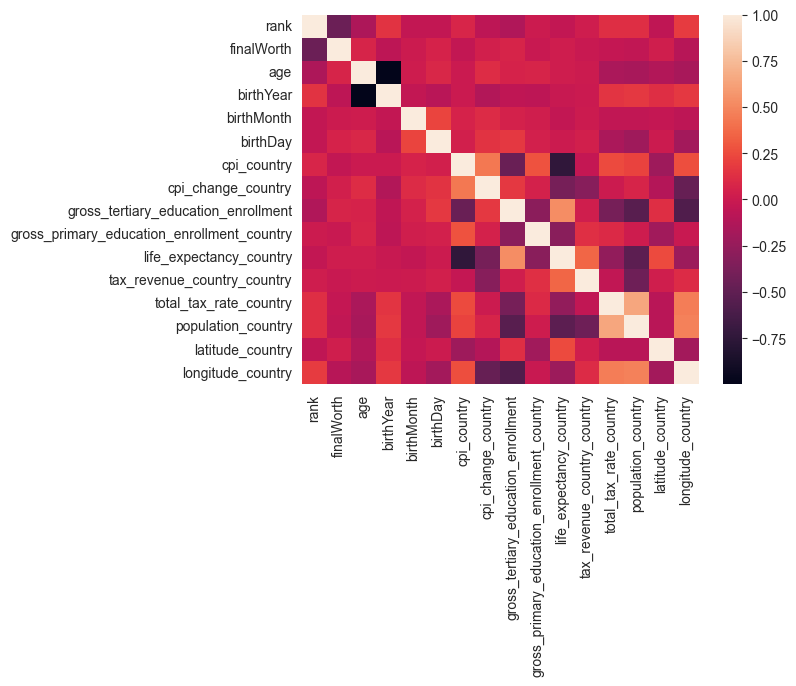 rank
finalWorth
age
birthYear
birthMonth
birthDay
cpi_country
cpi_change_country
gross_tertiary_education_enrollment
gross_primary_education_enrollment_country
life_expectancy_country
tax_revenue_country_country
total_tax_rate_country
population_country
latitude_country
longitude_country
rank
finalWorth
age
birthYear
birthMonth
birthDay
cpi_country
cpi_change_country
gross_tertiary_education_enrollment
gross_primary_education_enrollment_country
life_expectancy_country
tax_revenue_country_country
total_tax_rate_country
population_country
latitude_country
longitude_country
1.00
0.75
0.50
0.25
0.00
−0.25
−0.50
−0.75